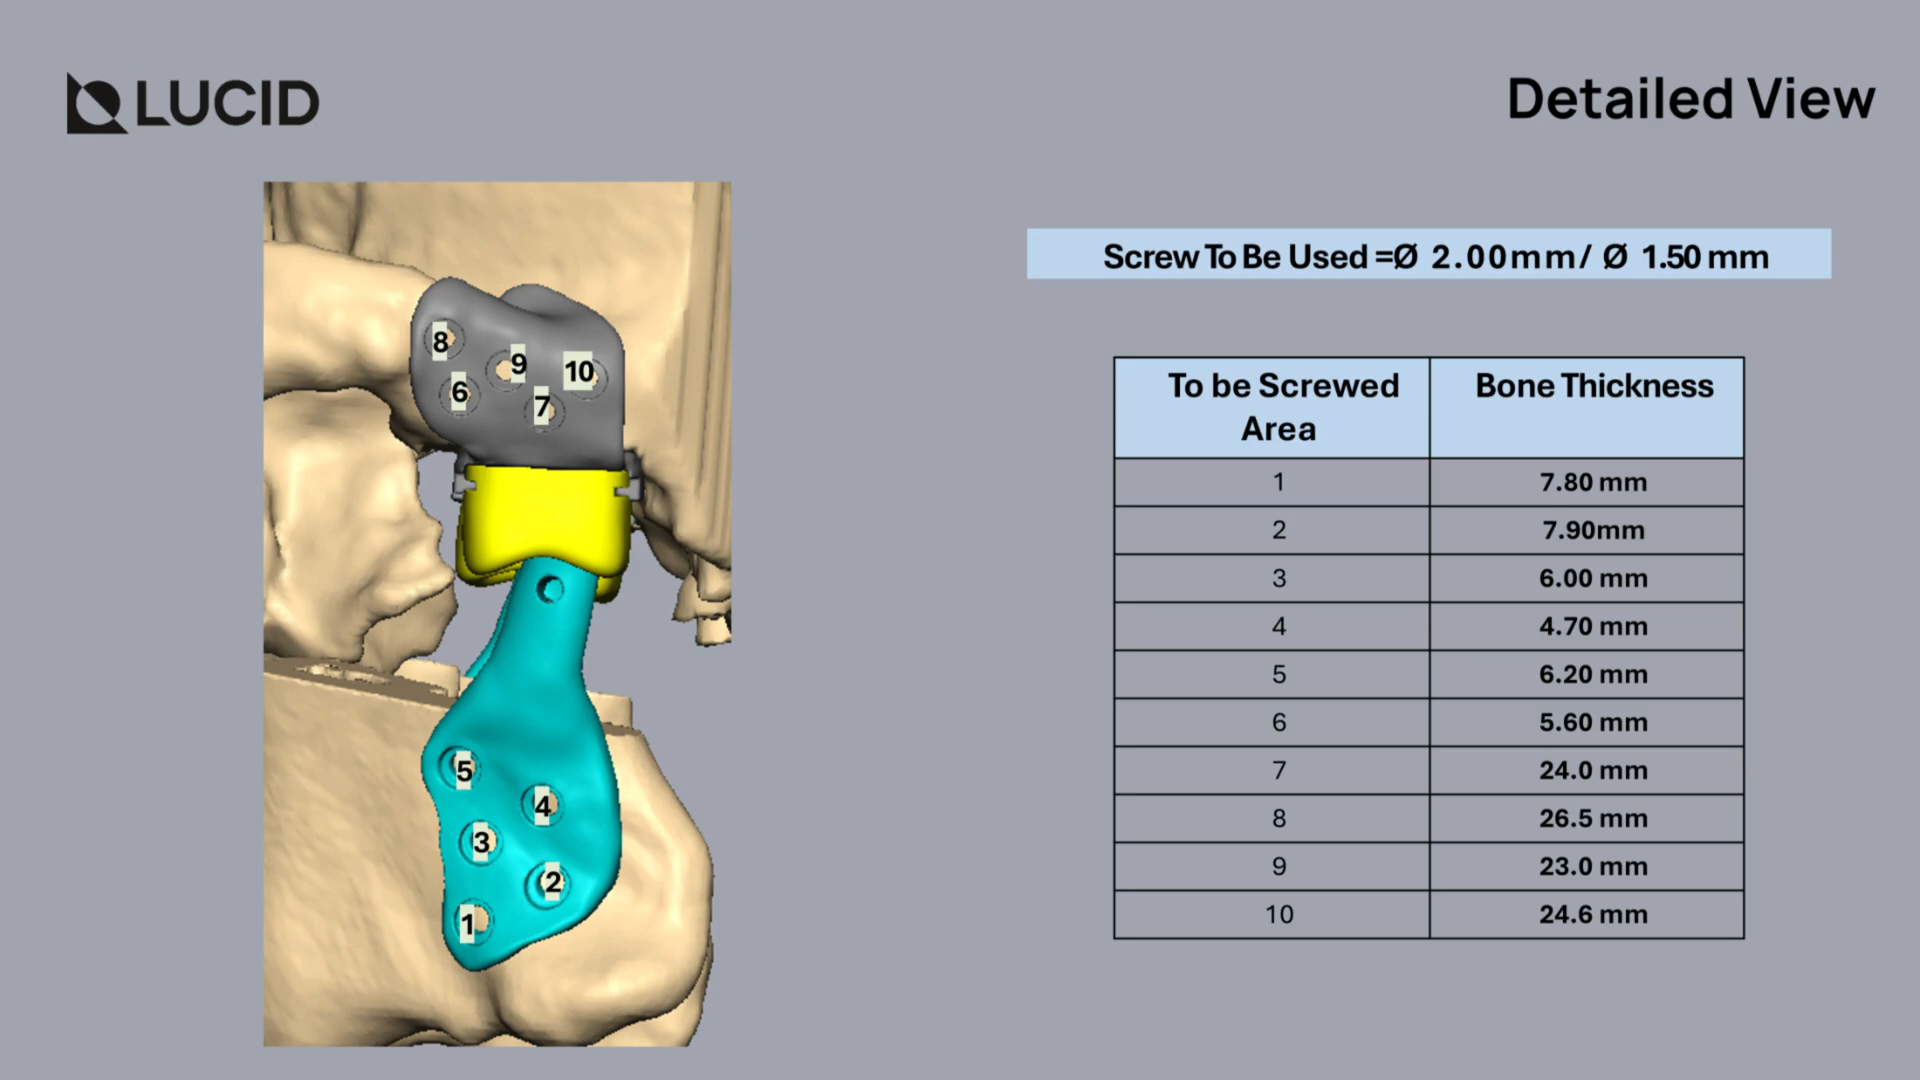 LUCID
Detailed View
Screw To Be Used =Ø 2.00mm/ Ø 1.50 mm
8
9
10
6
7
5
4
3
2
1
To be Screwed Area
Bone Thickness
1 7.80 mm
2 7.90mm
3 6.00 mm
4 4.70 mm
5 6.20 mm
6 5.60 mm
7 24.0 mm
8 26.5 mm
9 23.0 mm
10 24.6 mm